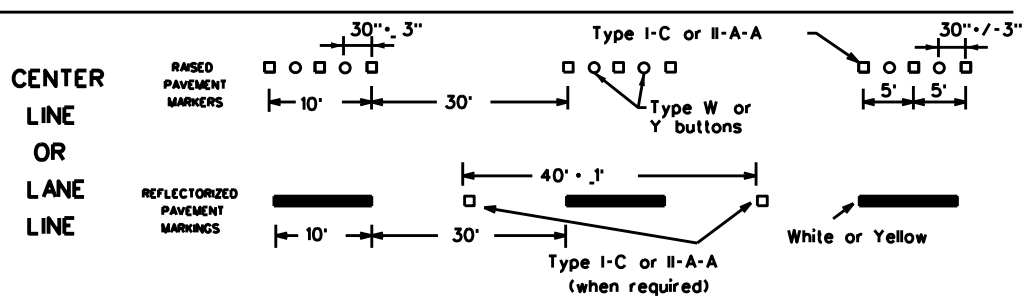 30"·_ 3"
Type I-C or II-A-A
30"·/-3"
CENTER
LINE
OR
LANE
LINE
RAISED
PAVEMENT
MARKERS
10'
30'
Type W or
Y buttons
5'
5'
40' · _1'
REFLECTORIZED
PAVEMENT
MARKINGS
10'
30'
Type I-C or II-A-A
(when required)
White or Yellow